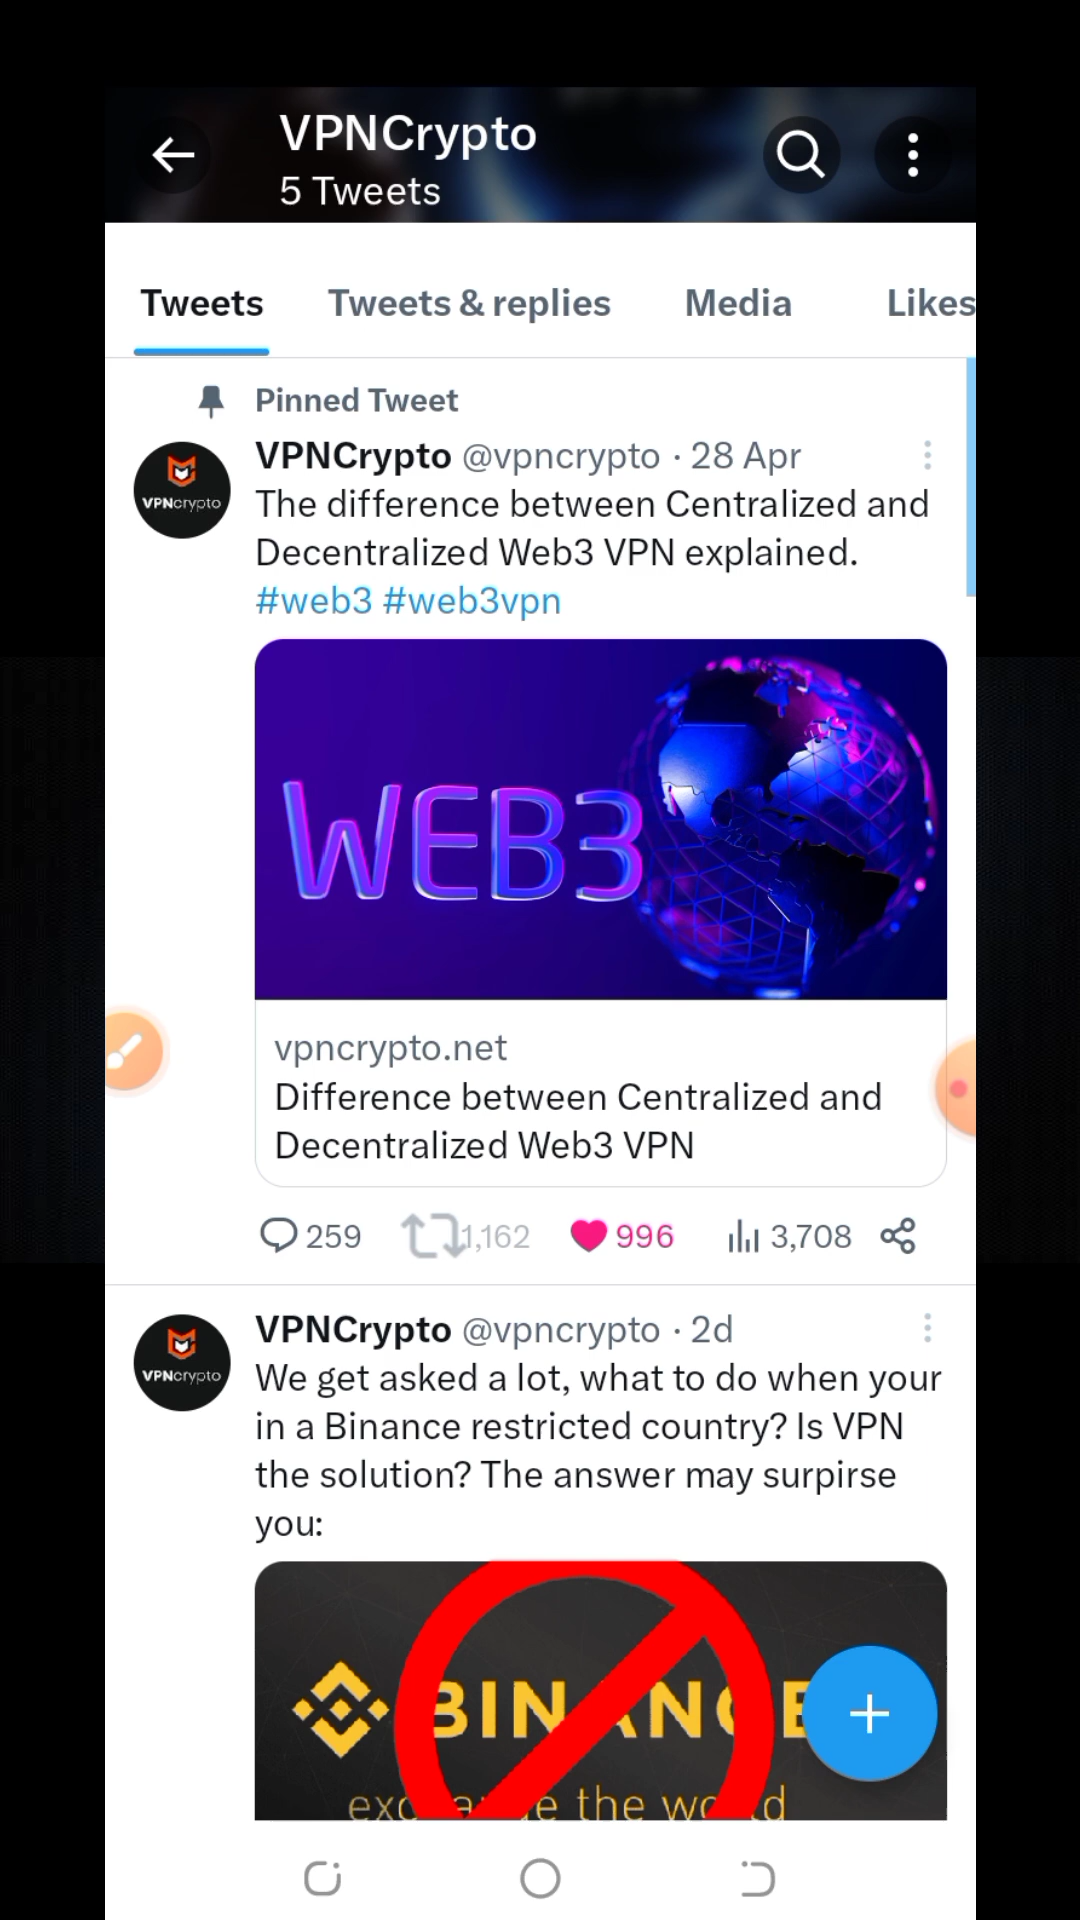 VPNCrypto
5 Tweets
Tweets
Tweets & replies
Media
Likes
Pinned Tweet
VPNCrypto @vpncrypto · 28 Apr
VPNcrypto
The difference between Centralized and
Decentralized Web3 VPN explained.
#web3 #web3vpn
WEB3
vpncrypto.net
Difference between Centralized and
Decentralized Web3 VPN
259
1,162
996
3,708
VPNCrypto @vpncrypto · 2d
VPNcrypto
We get asked a lot, what to do when your
in a Binance restricted country? Is VPN
the solution? The answer may surpirse
you:
BINANCE
exchange the world